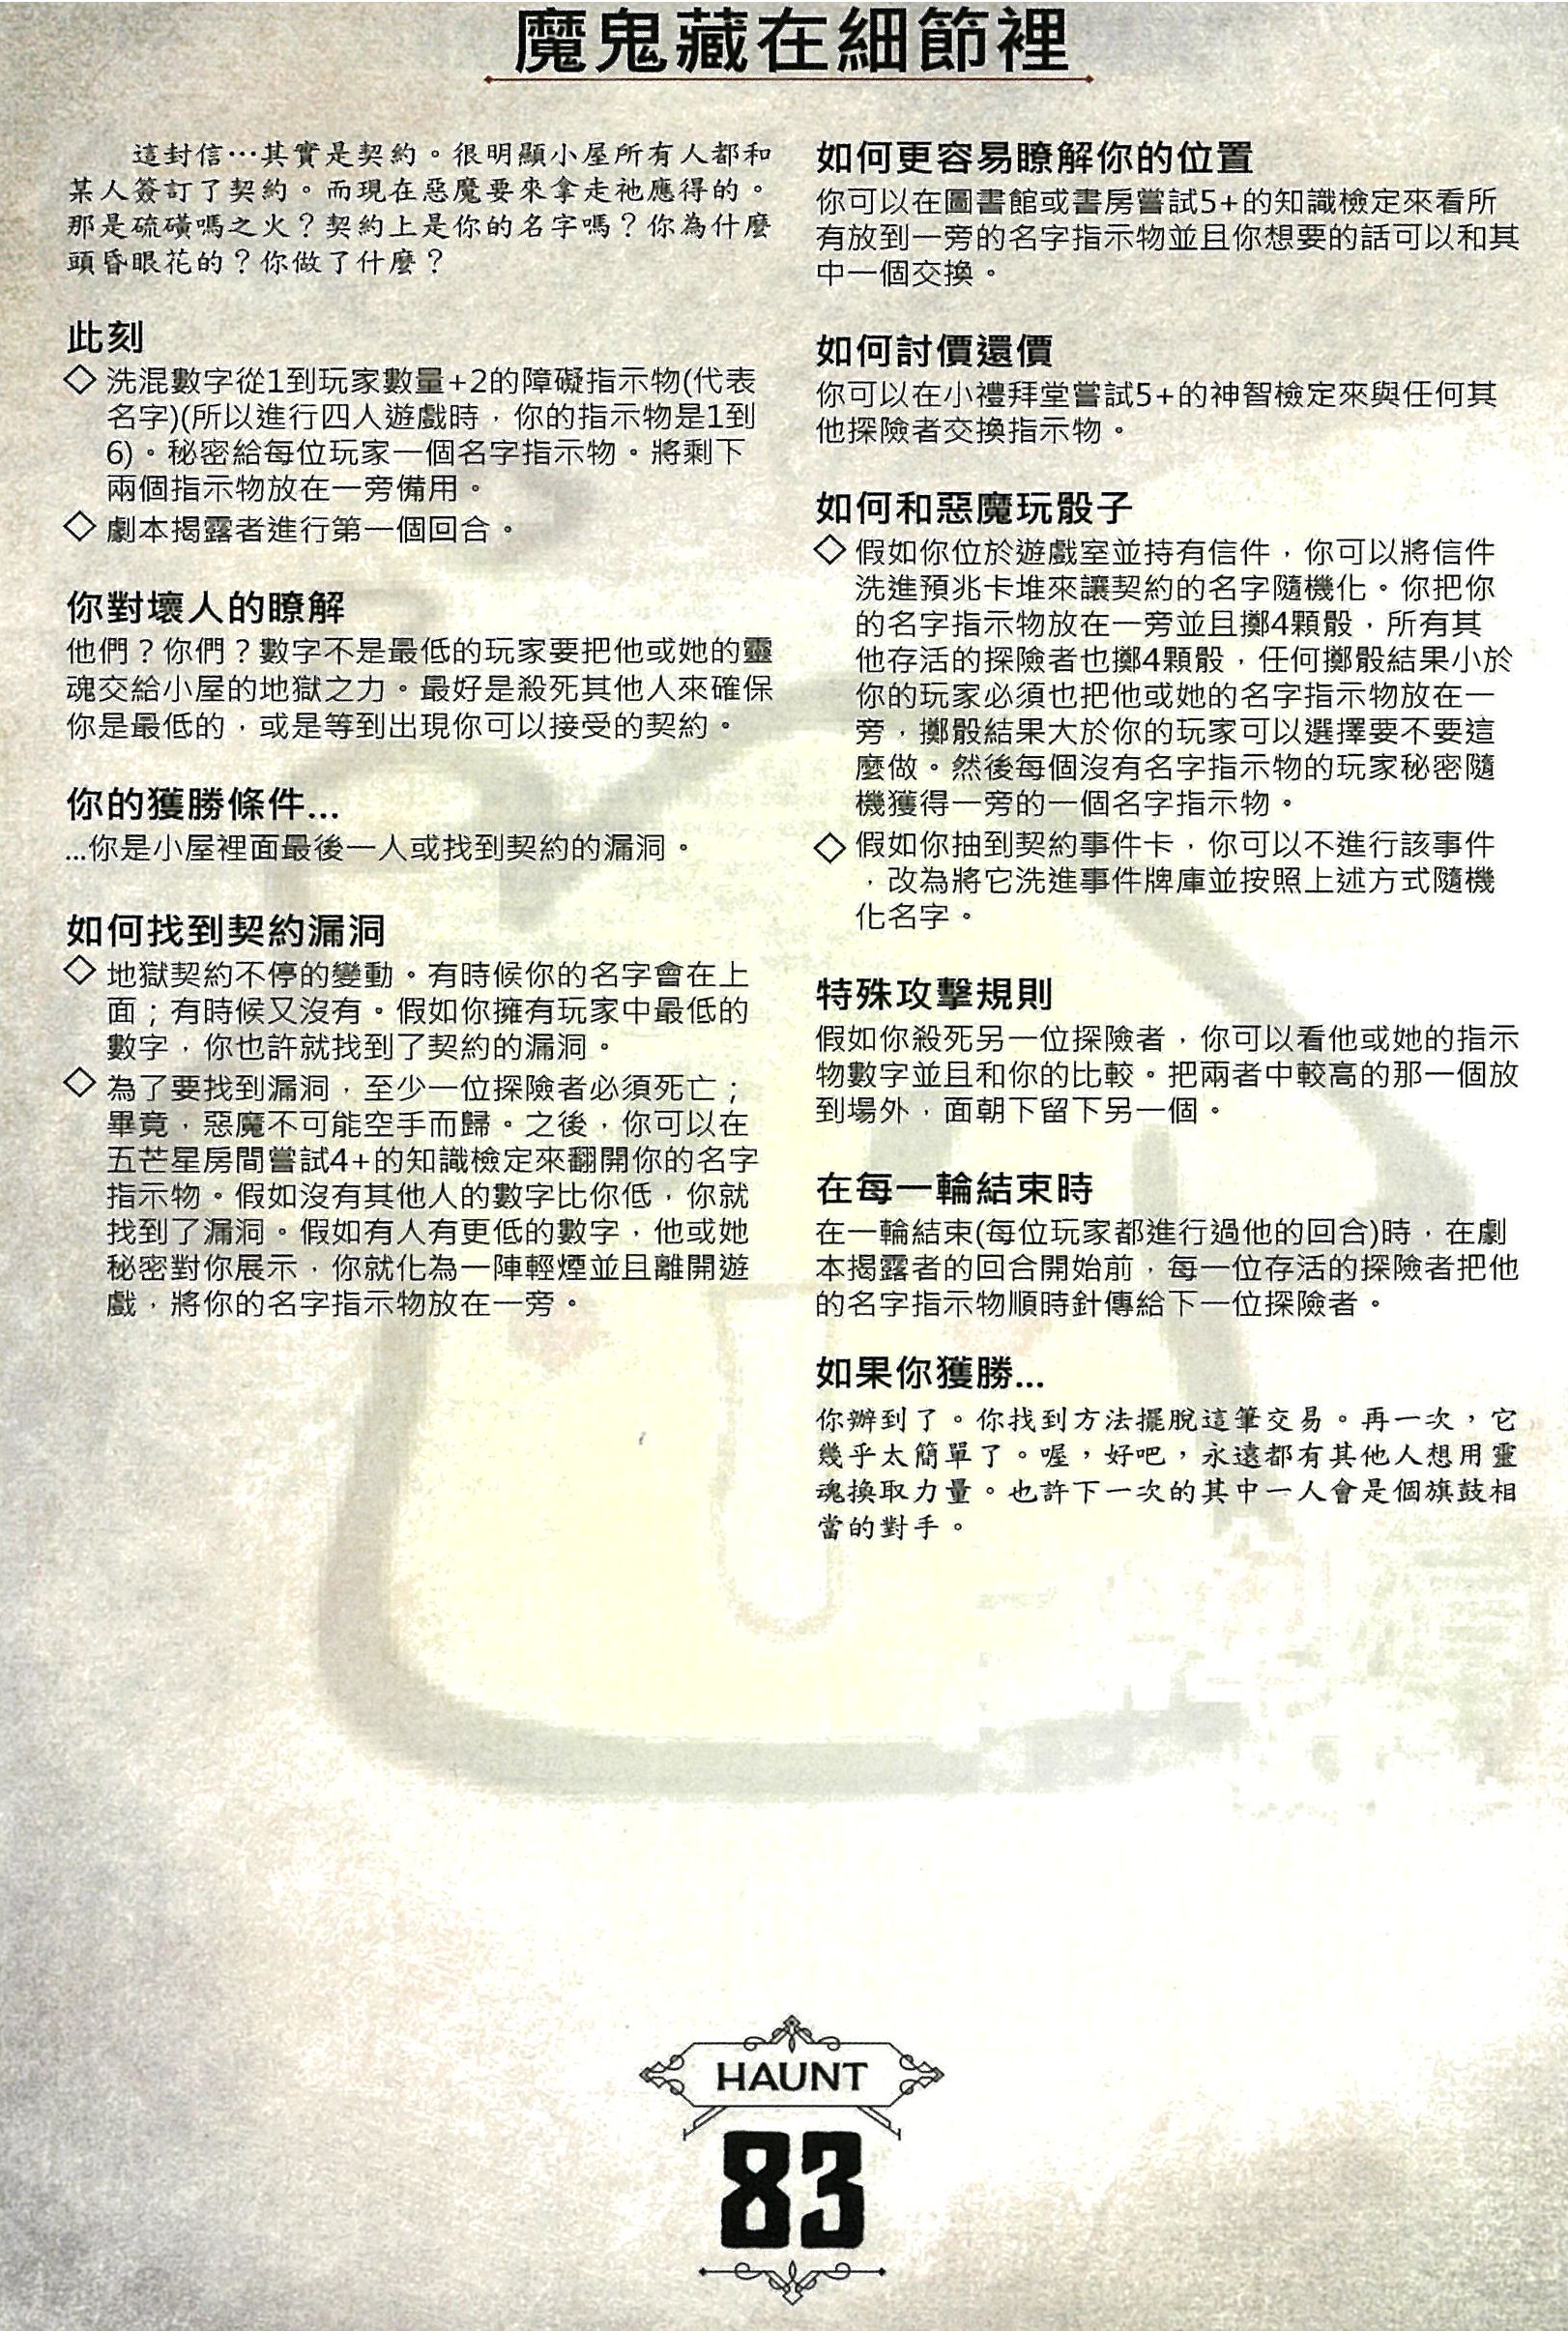 魔鬼藏在細節裡
這封信…其實是契約。很明顯小屋所有人都和
某人簽訂了契約。而現在惡魔要來拿走祂應得的。
那是硫磺嗎之火？契約上是你的名字嗎？你為什麼
頭昏眼花的？你做了什麼？
此刻
◇ 洗混數字從1到玩家數量+2的障礙指示物(代表
名字)(所以進行四人遊戲時，你的指示物是1到
6)。秘密給每位玩家一個名字指示物。將剩下
兩個指示物放在一旁備用。
◇ 劇本揭露者進行第一個回合。
你對壞人的瞭解
他們？你們？數字不是最低的玩家要把他或她的靈
魂交給小屋的地獄之力。最好是殺死其他人來確保
你是最低的，或是等到出現你可以接受的契約。
你的獲勝條件...
...你是小屋裡面最後一人或找到契約的漏洞。
如何找到契約漏洞
◇ 地獄契約不停的變動。有時候你的名字會在上
面；有時候又沒有。假如你擁有玩家中最低的
數字，你也許就找到了契約的漏洞。
◇ 為了要找到漏洞，至少一位探險者必須死亡；
畢竟，惡魔不可能空手而歸。之後，你可以在
五芒星房間嘗試4+的知識檢定來翻開你的名字
指示物。假如沒有其他人的數字比你低，你就
找到了漏洞。假如有人有更低的數字，他或她
秘密對你展示，你就化為一陣輕煙並且離開遊
戲，將你的名字指示物放在一旁。
如何更容易瞭解你的位置
你可以在圖書館或書房嘗試5+的知識檢定來看所
有放到一旁的名字指示物並且你想要的話可以和其
中一個交換。
如何討價還價
你可以在小禮拜堂嘗試5+的神智檢定來與任何其
他探險者交換指示物。
如何和惡魔玩骰子
◇ 假如你位於遊戲室並持有信件，你可以將信件
洗進預兆卡堆來讓契約的名字隨機化。你把你
的名字指示物放在一旁並且擲4顆骰，所有其
他存活的探險者也擲4顆骰，任何擲骰結果小於
你的玩家必須也把他或她的名字指示物放在一
旁，擲骰結果大於你的玩家可以選擇要不要這
麼做。然後每個沒有名字指示物的玩家秘密隨
機獲得一旁的一個名字指示物。
◇ 假如你抽到契約事件卡，你可以不進行該事件
，改為將它洗進事件牌庫並按照上述方式隨機
化名字。
特殊攻擊規則
假如你殺死另一位探險者，你可以看他或她的指示
物數字並且和你的比較。把兩者中較高的那一個放
到場外，面朝下留下另一個。
在每一輪結束時
在一輪結束(每位玩家都進行過他的回合)時，在劇
本揭露者的回合開始前，每一位存活的探險者把他
的名字指示物順時針傳給下一位探險者。
如果你獲勝...
你辦到了。你找到方法擺脫這筆交易。再一次，它
幾乎太簡單了。喔，好吧，永遠都有其他人想用靈
魂換取力量。也許下一次的其中一人會是個旗鼓相
當的對手。
HAUNT
83